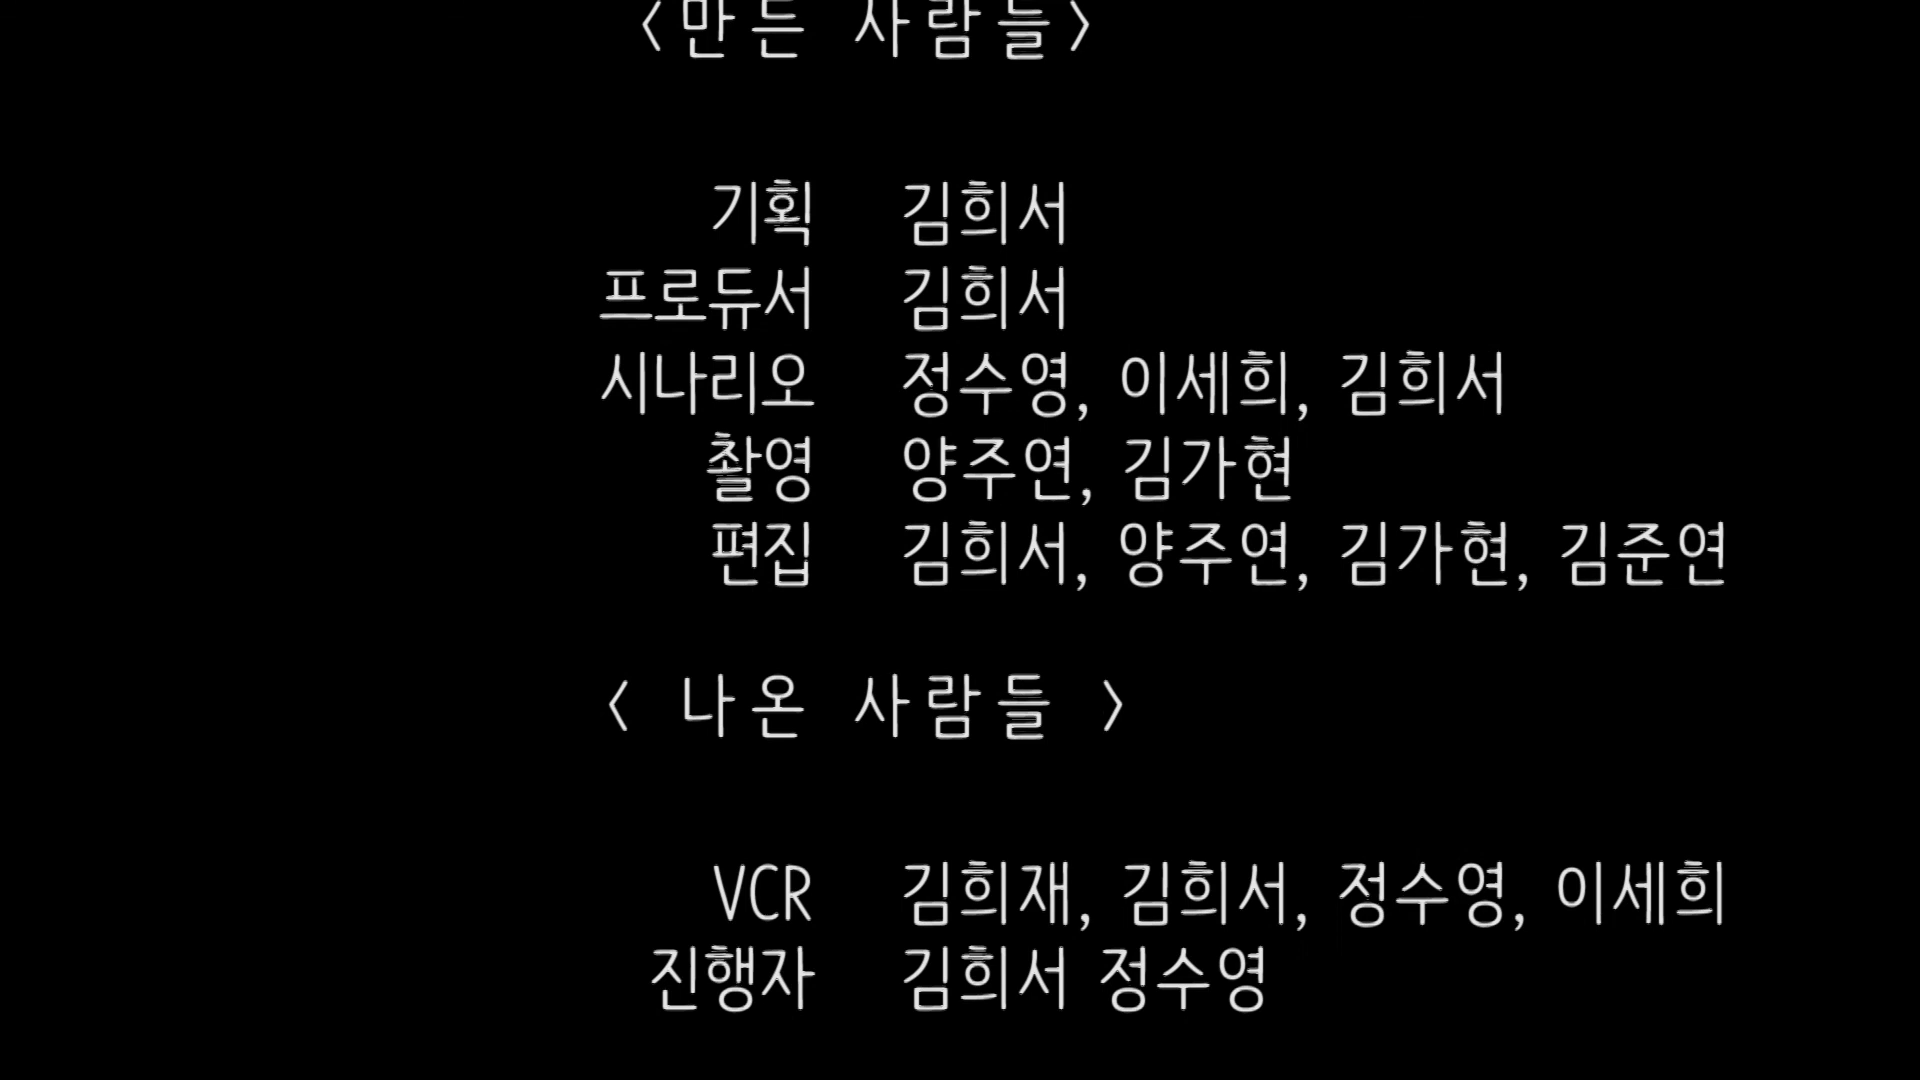 <만든 사람들>
기획 김희서
프로듀서 김희서
시나리오 정수영, 이세희, 김희서
촬영 양주연, 김가현
편집 김희서, 양주연, 김가현, 김준연
< 나온 사람들 >
VCR 김희재, 김희서, 정수영, 이세희
진행자 김희서 정수영